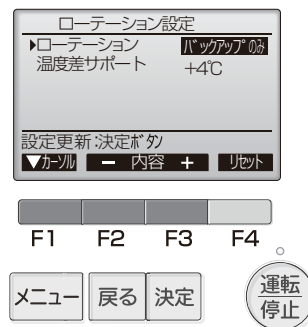 ローテーション設定
▶ローテーション バックアップのみ
温度差サポート +4℃
設定更新:決定ボタン
▼カーソル － 内容 ＋ リセット
F1 F2 F3 F4
メニュー 戻る 決定 運転
停止